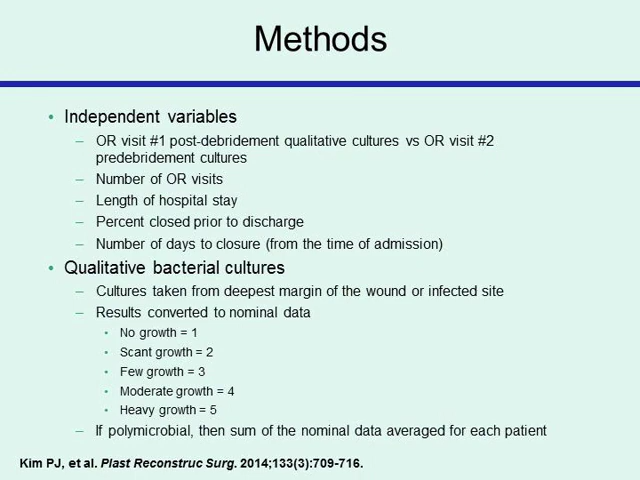 Methods
• Independent variables
– OR visit #1 post-debridement qualitative cultures vs OR visit #2
predebridement cultures
– Number of OR visits
– Length of hospital stay
– Percent closed prior to discharge
– Number of days to closure (from the time of admission)
• Qualitative bacterial cultures
– Cultures taken from deepest margin of the wound or infected site
– Results converted to nominal data
• No growth = 1
• Scant growth = 2
• Few growth = 3
• Moderate growth = 4
• Heavy growth = 5
– If polymicrobial, then sum of the nominal data averaged for each patient
Kim PJ, et al. Plast Reconstruc Surg. 2014;133(3):709-716.